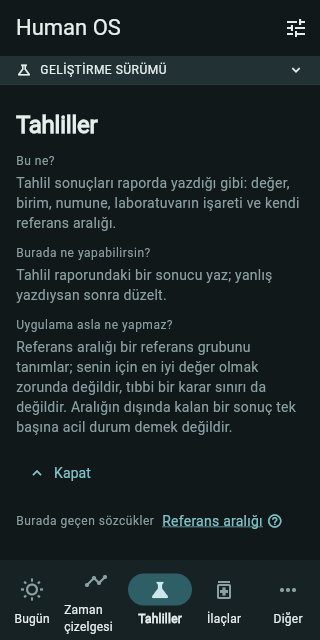 Human OS
GELİŞTİRME SÜRÜMÜ
Tahliller
Bu ne?
Tahlil sonuçları raporda yazdığı gibi: değer,
birim, numune, laboratuvarın işareti ve kendi
referans aralığı.
Burada ne yapabilirsin?
Tahlil raporundaki bir sonucu yaz; yanlış
yazdıysan sonra düzelt.
Uygulama asla ne yapmaz?
Referans aralığı bir referans grubunu
tanımlar; senin için en iyi değer olmak
zorunda değildir, tıbbi bir karar sınırı da
değildir. Aralığın dışında kalan bir sonuç tek
başına acil durum demek değildir.
Kapat
Burada geçen sözcükler Referans aralığı
Bugün
Zaman
çizelgesi
Tahliller
İlaçlar
Diğer